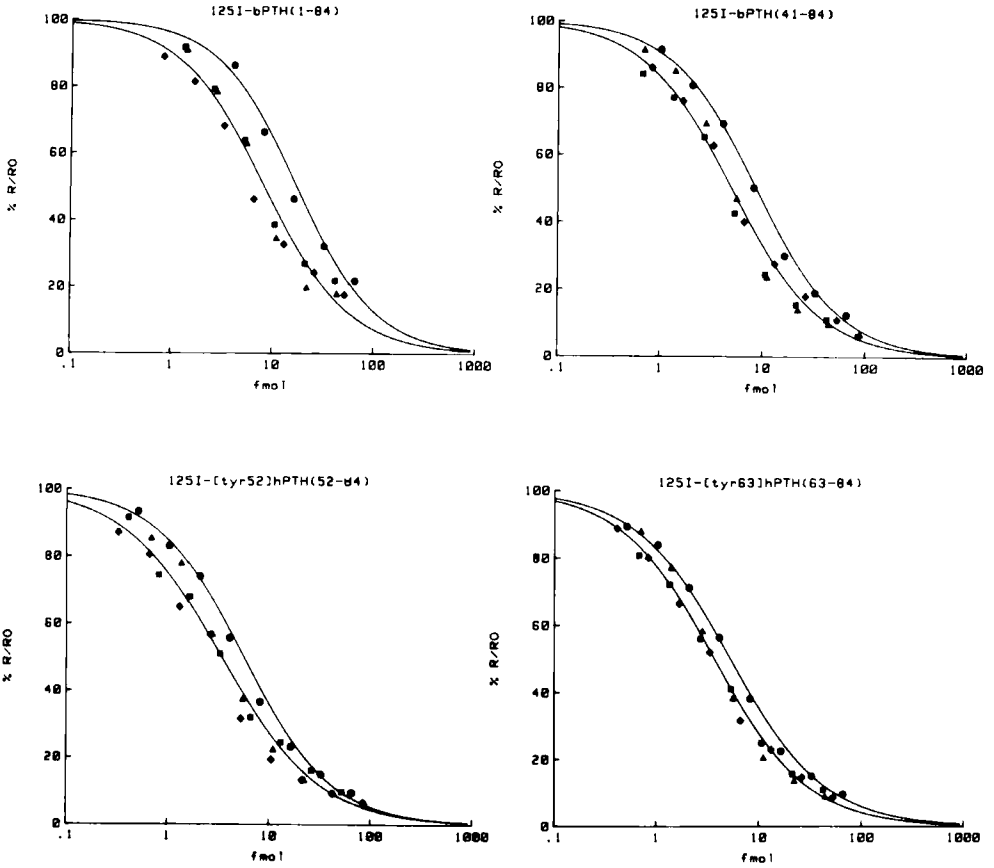 125I-bPTH(1-84)
100
80
60
40
20
0
% R/RO
.1 1 10 100 1000
fmol
125I-bPTH(41-84)
100
80
60
40
20
0
% R/RO
.1 1 10 100 1000
fmol
125I-[tyr52]hPTH(52-84)
100
80
60
40
20
0
% R/RO
.1 1 10 100 1000
fmol
125I-[tyr63]hPTH(63-84)
100
80
60
40
20
0
% R/RO
.1 1 10 100 1000
fmol